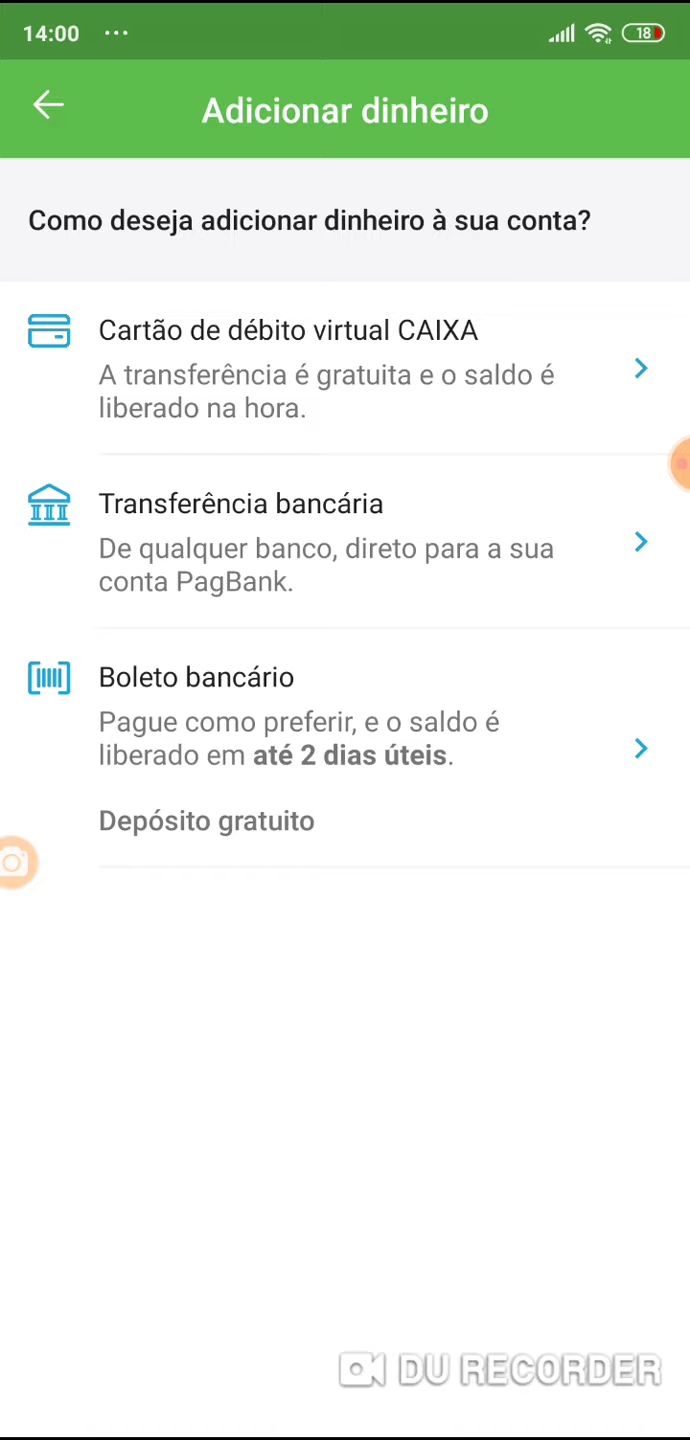 14:00 ...
18
Adicionar dinheiro
Como deseja adicionar dinheiro à sua conta?
Cartão de débito virtual CAIXA
A transferência é gratuita e o saldo é
liberado na hora.
Transferência bancária
De qualquer banco, direto para a sua
conta PagBank.
Boleto bancário
Pague como preferir, e o saldo é
liberado em até 2 dias úteis.
Depósito gratuito
DU RECORDER